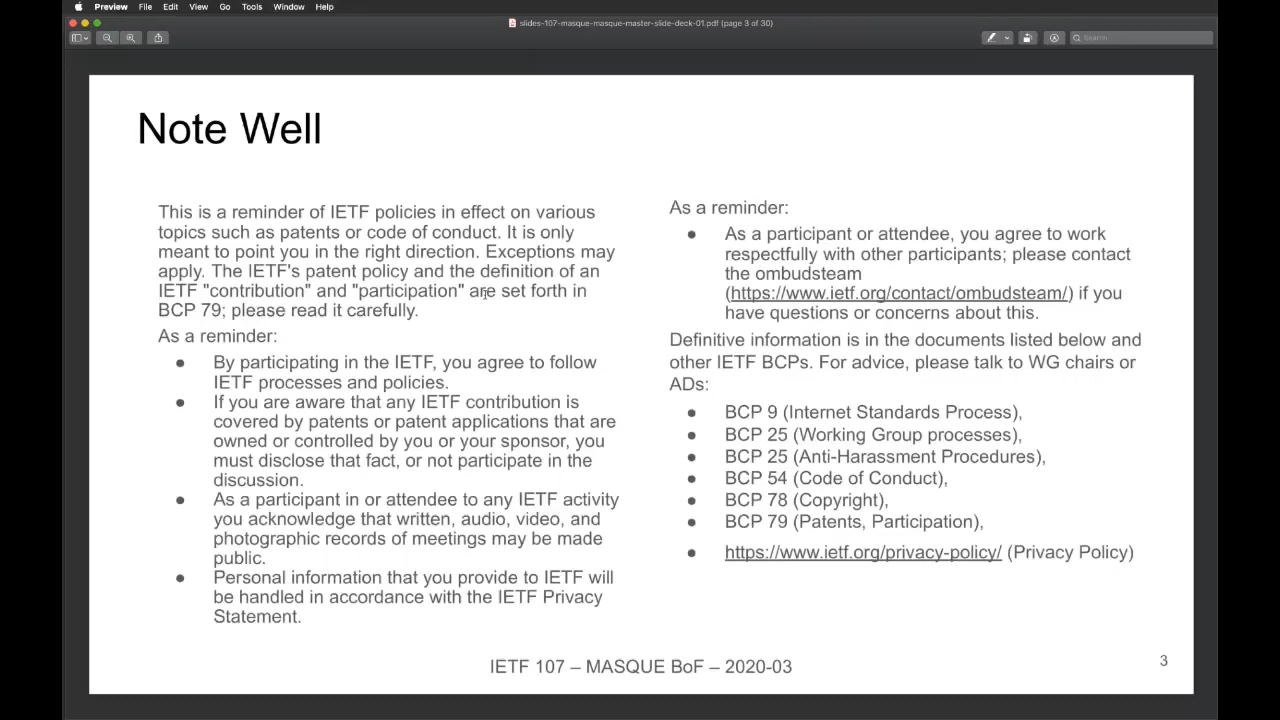 Preview File Edit View Go Tools Window Help
slides-107-masque-masque-master-slide-deck-01.pdf (page 3 of 30)
Search
Note Well
This is a reminder of IETF policies in effect on various
topics such as patents or code of conduct. It is only
meant to point you in the right direction. Exceptions may
apply. The IETF's patent policy and the definition of an
IETF "contribution" and "participation" are set forth in
BCP 79; please read it carefully.
As a reminder:
● By participating in the IETF, you agree to follow
IETF processes and policies.
● If you are aware that any IETF contribution is
covered by patents or patent applications that are
owned or controlled by you or your sponsor, you
must disclose that fact, or not participate in the
discussion.
● As a participant in or attendee to any IETF activity
you acknowledge that written, audio, video, and
photographic records of meetings may be made
public.
● Personal information that you provide to IETF will
be handled in accordance with the IETF Privacy
Statement.
As a reminder:
● As a participant or attendee, you agree to work
respectfully with other participants; please contact
the ombudsteam
(https://www.ietf.org/contact/ombudsteam/) if you
have questions or concerns about this.
Definitive information is in the documents listed below and
other IETF BCPs. For advice, please talk to WG chairs or
ADs:
● BCP 9 (Internet Standards Process),
● BCP 25 (Working Group processes),
● BCP 25 (Anti-Harassment Procedures),
● BCP 54 (Code of Conduct),
● BCP 78 (Copyright),
● BCP 79 (Patents, Participation),
● https://www.ietf.org/privacy-policy/ (Privacy Policy)
IETF 107 – MASQUE BoF – 2020-03
3